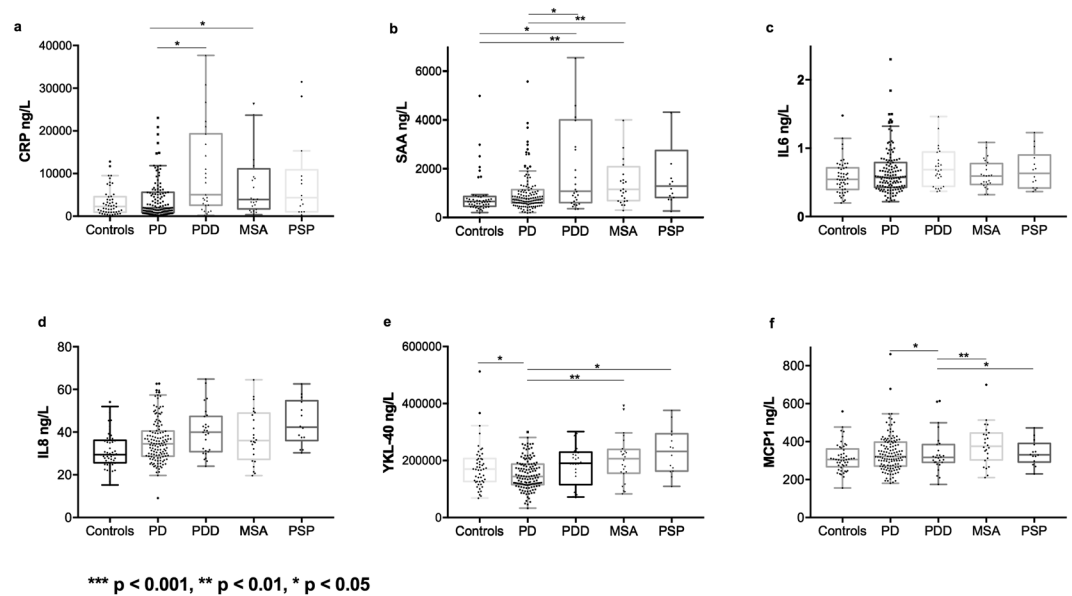 a
CRP ng/L
40000
30000
20000
10000
0
Controls PD PDD MSA PSP
*
*
b
SAA ng/L
6000
4000
2000
0
Controls PD PDD MSA PSP
*
**
*
**
c
IL6 ng/L
2
1
0
Controls PD PDD MSA PSP
d
IL8 ng/L
80
60
40
20
0
Controls PD PDD MSA PSP
e
YKL-40 ng/L
600000
400000
200000
0
Controls PD PDD MSA PSP
*
*
**
f
MCP1 ng/L
800
600
400
200
0
Controls PD PDD MSA PSP
*
**
*
*** p < 0.001, ** p < 0.01, * p < 0.05